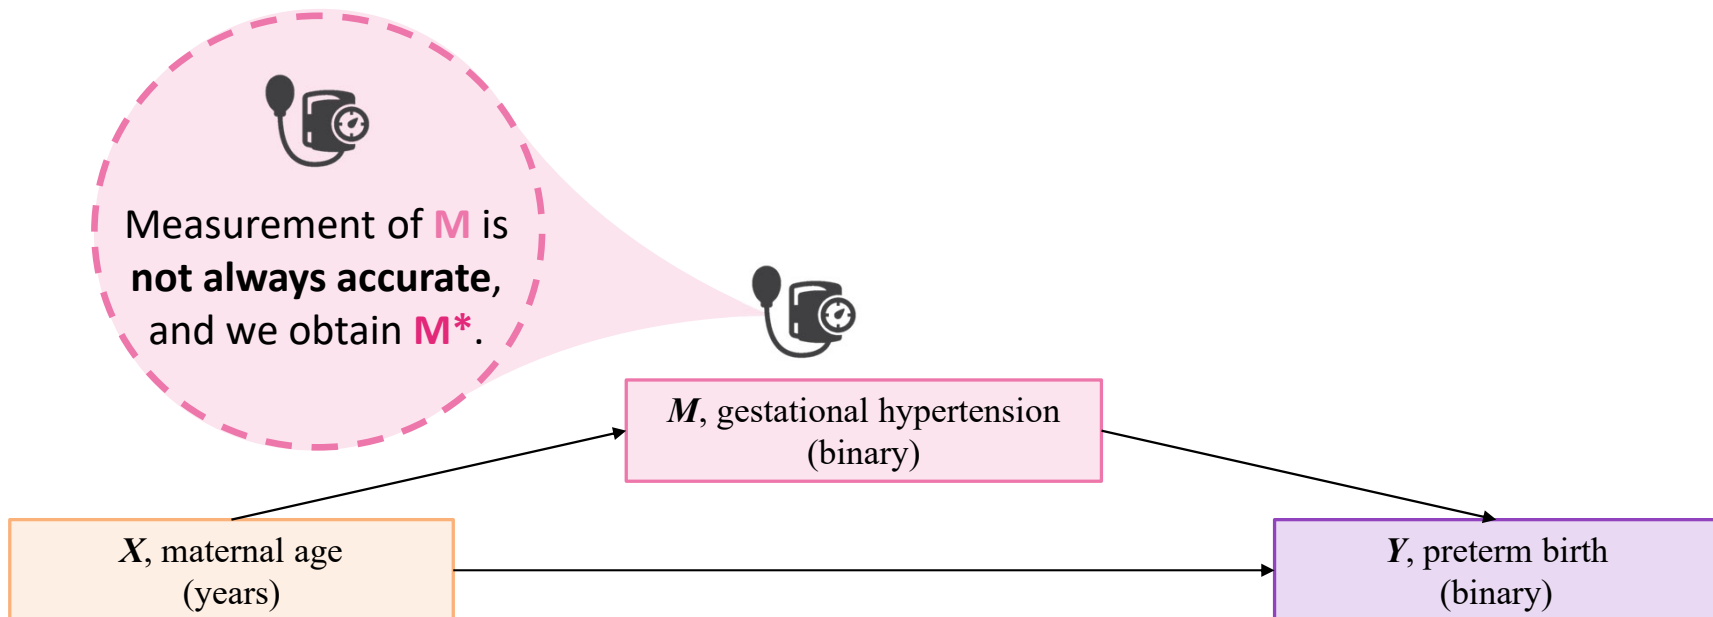 Measurement of M is
not always accurate,
and we obtain M*.
M, gestational hypertension
(binary)
X, maternal age
(years)
Y, preterm birth
(binary)